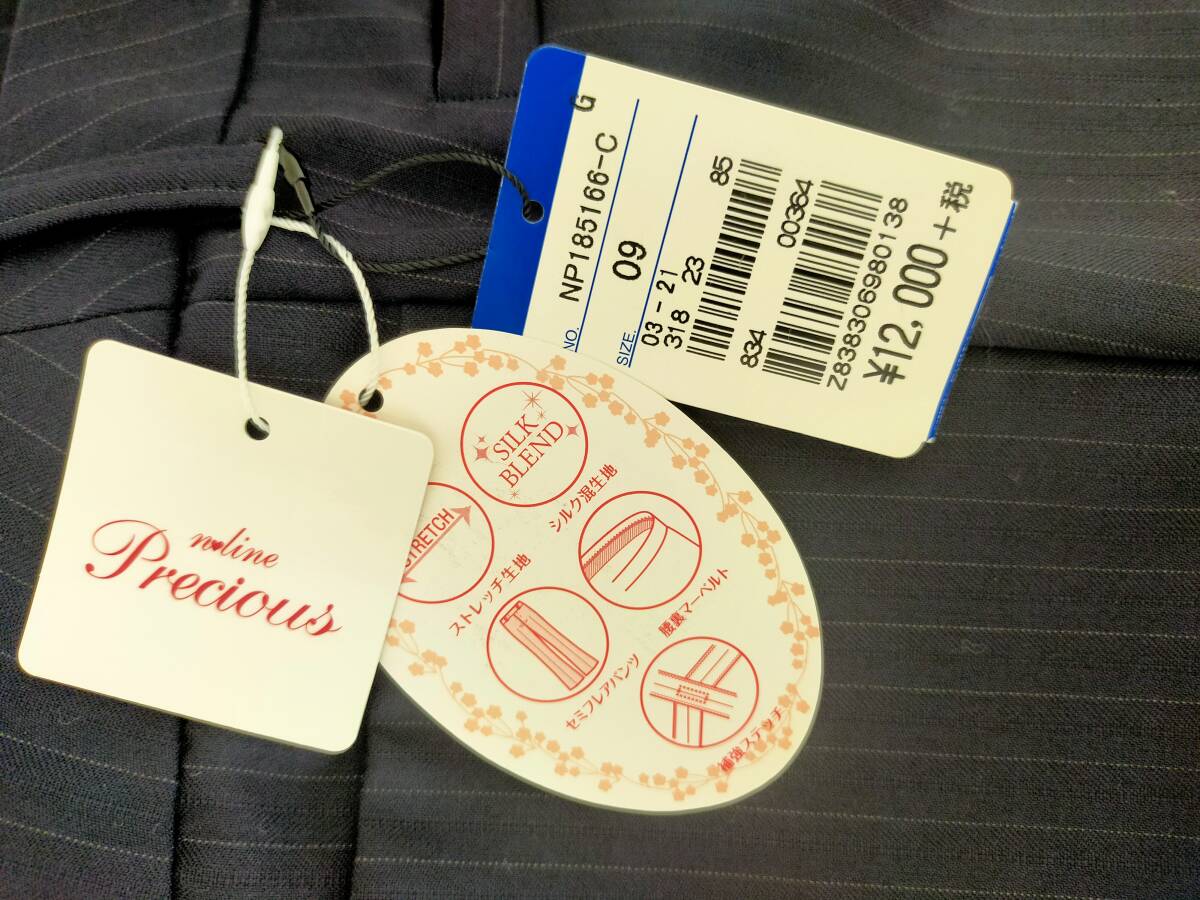 n♥line
Precious
SILK
BLEND
シルク混生地
STRETCH
ストレッチ生地
腰裏マーベルト
セミフレアパンツ
補強ステッチ
G
NO. NP185166-C
SIZE. 09
03-21
318 23 85
834 00364
Z838306980138
¥12,000+税